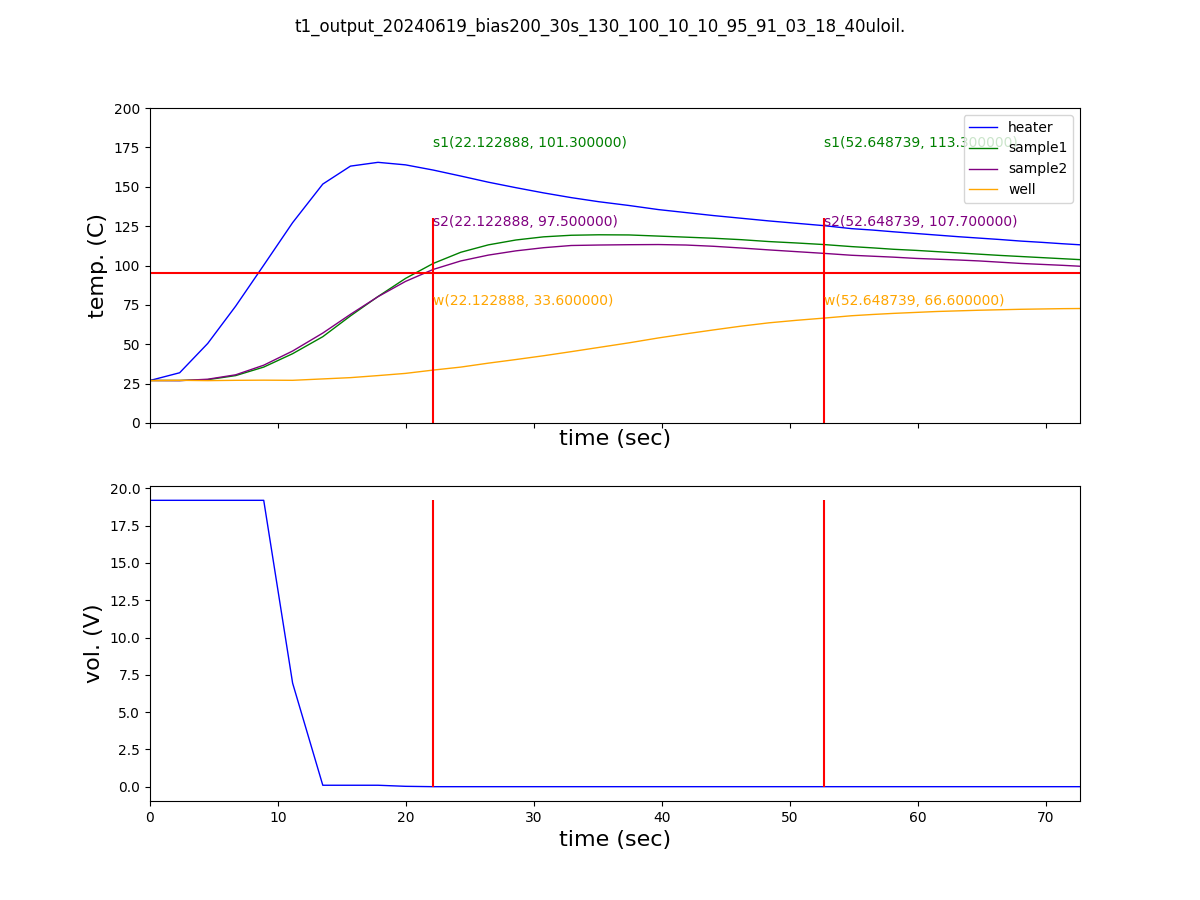 t1_output_20240619_bias200_30s_130_100_10_10_95_91_03_18_40uloil.
200
175
150
125
100
75
50
25
0
temp. (C)
s1(22.122888, 101.300000)
s1(52.648739, 113.300000)
heater
sample1
sample2
well
s2(22.122888, 97.500000)
s2(52.648739, 107.700000)
w(22.122888, 33.600000)
w(52.648739, 66.600000)
time (sec)
20.0
17.5
15.0
12.5
10.0
7.5
5.0
2.5
0.0
vol. (V)
0 10 20 30 40 50 60 70
time (sec)